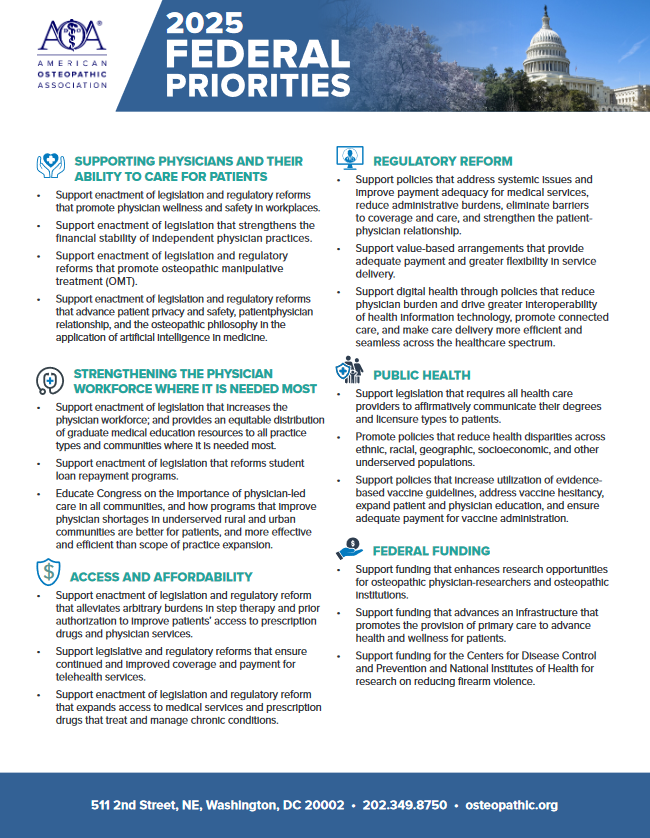 AOA®
AMERICAN
OSTEOPATHIC
ASSOCIATION
2025
FEDERAL
PRIORITIES
SUPPORTING PHYSICIANS AND THEIR
ABILITY TO CARE FOR PATIENTS
• Support enactment of legislation and regulatory reforms
that promote physician wellness and safety in workplaces.
• Support enactment of legislation that strengthens the
financial stability of independent physician practices.
• Support enactment of legislation and regulatory
reforms that promote osteopathic manipulative
treatment (OMT).
• Support enactment of legislation and regulatory reforms
that advance patient privacy and safety, patientphysician
relationship, and the osteopathic philosophy in the
application of artificial intelligence in medicine.
STRENGTHENING THE PHYSICIAN
WORKFORCE WHERE IT IS NEEDED MOST
• Support enactment of legislation that increases the
physician workforce; and provides an equitable distribution
of graduate medical education resources to all practice
types and communities where it is needed most.
• Support enactment of legislation that reforms student
loan repayment programs.
• Educate Congress on the importance of physician-led
care in all communities, and how programs that improve
physician shortages in underserved rural and urban
communities are better for patients, and more effective
and efficient than scope of practice expansion.
$
ACCESS AND AFFORDABILITY
• Support enactment of legislation and regulatory reform
that alleviates arbitrary burdens in step therapy and prior
authorization to improve patients' access to prescription
drugs and physician services.
• Support legislative and regulatory reforms that ensure
continued and improved coverage and payment for
telehealth services.
• Support enactment of legislation and regulatory reform
that expands access to medical services and prescription
drugs that treat and manage chronic conditions.
REGULATORY REFORM
• Support policies that address systemic issues and
improve payment adequacy for medical services,
reduce administrative burdens, eliminate barriers
to coverage and care, and strengthen the patient-
physician relationship.
• Support value-based arrangements that provide
adequate payment and greater flexibility in service
delivery.
• Support digital health through policies that reduce
physician burden and drive greater interoperability
of health information technology, promote connected
care, and make care delivery more efficient and
seamless across the healthcare spectrum.
PUBLIC HEALTH
• Support legislation that requires all health care
providers to affirmatively communicate their degrees
and licensure types to patients.
• Promote policies that reduce health disparities across
ethnic, racial, geographic, socioeconomic, and other
underserved populations.
• Support policies that increase utilization of evidence-
based vaccine guidelines, address vaccine hesitancy,
expand patient and physician education, and ensure
adequate payment for vaccine administration.
$
FEDERAL FUNDING
• Support funding that enhances research opportunities
for osteopathic physician-researchers and osteopathic
institutions.
• Support funding that advances an infrastructure that
promotes the provision of primary care to advance
health and wellness for patients.
• Support funding for the Centers for Disease Control
and Prevention and National Institutes of Health for
research on reducing firearm violence.
511 2nd Street, NE, Washington, DC 20002 • 202.349.8750 • osteopathic.org